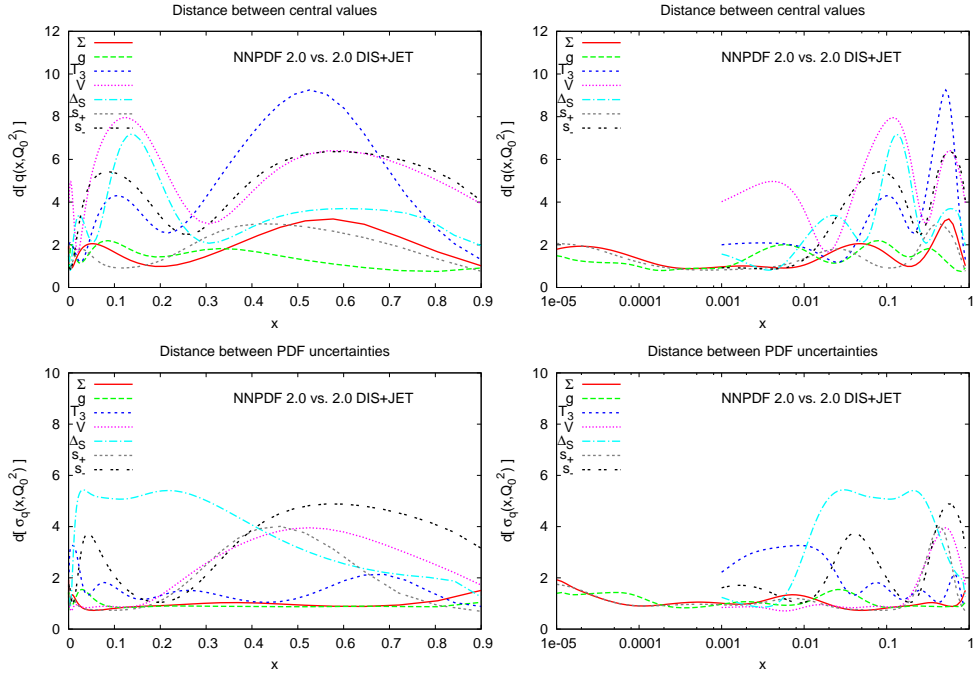 Distance between central values
12
10
8
6
4
2
0
d[ q(x,Q₀²) ]
Σ
g
T₃
V
Δ_S
s₊
s₋
NNPDF 2.0 vs. 2.0 DIS+JET
0 0.1 0.2 0.3 0.4 0.5 0.6 0.7 0.8 0.9
x
Distance between central values
12
10
8
6
4
2
0
d[ q(x,Q₀²) ]
Σ
g
T₃
V
Δ_S
s₊
s₋
NNPDF 2.0 vs. 2.0 DIS+JET
1e-05 0.0001 0.001 0.01 0.1 1
x
Distance between PDF uncertainties
10
8
6
4
2
0
d[ σ_q(x,Q₀²) ]
Σ
g
T₃
V
Δ_S
s₊
s₋
NNPDF 2.0 vs. 2.0 DIS+JET
0 0.1 0.2 0.3 0.4 0.5 0.6 0.7 0.8 0.9
x
Distance between PDF uncertainties
10
8
6
4
2
0
d[ σ_q(x,Q₀²) ]
Σ
g
T₃
V
Δ_S
s₊
s₋
NNPDF 2.0 vs. 2.0 DIS+JET
1e-05 0.0001 0.001 0.01 0.1 1
x